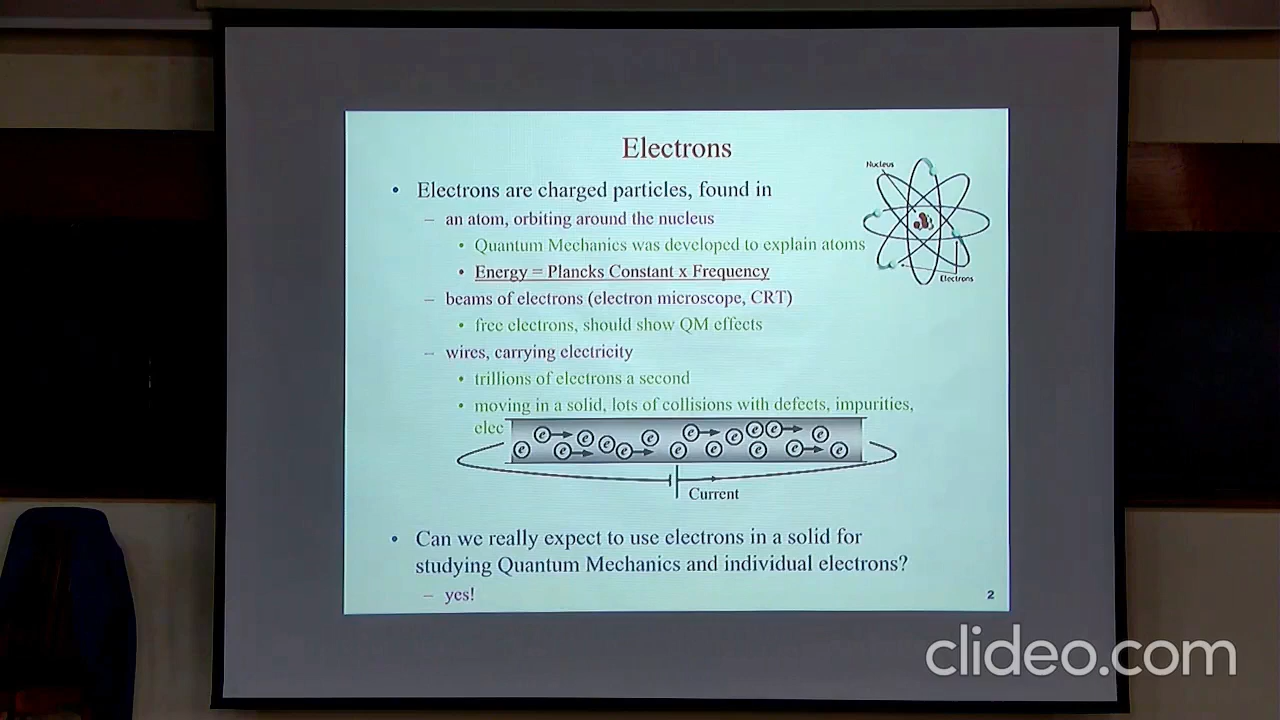 Electrons
Nucleus
• Electrons are charged particles, found in
– an atom, orbiting around the nucleus
• Quantum Mechanics was developed to explain atoms
• Energy = Plancks Constant x Frequency
Electrons
– beams of electrons (electron microscope, CRT)
• free electrons, should show QM effects
– wires, carrying electricity
• trillions of electrons a second
• moving in a solid, lots of collisions with defects, impurities,
elec
e e e e e e e e e e e
e e e e e e e e
Current
• Can we really expect to use electrons in a solid for
studying Quantum Mechanics and individual electrons?
– yes!
2
clideo.com